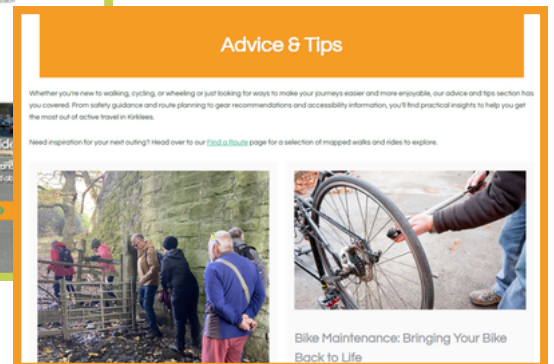 Advice & Tips
Whether you're new to walking, cycling, or wheeling or just looking for ways to make your journeys easier and more enjoyable, our advice and tips section has
you covered. From safety guidance and route planning to gear recommendations and accessibility information, you'll find practical insights to help you get
the most out of active travel in Kirklees.
Need inspiration for your next outing? Head over to our Find a Route page for a selection of mapped walks and rides to explore.
Bike Maintenance: Bringing Your Bike
Back to Life